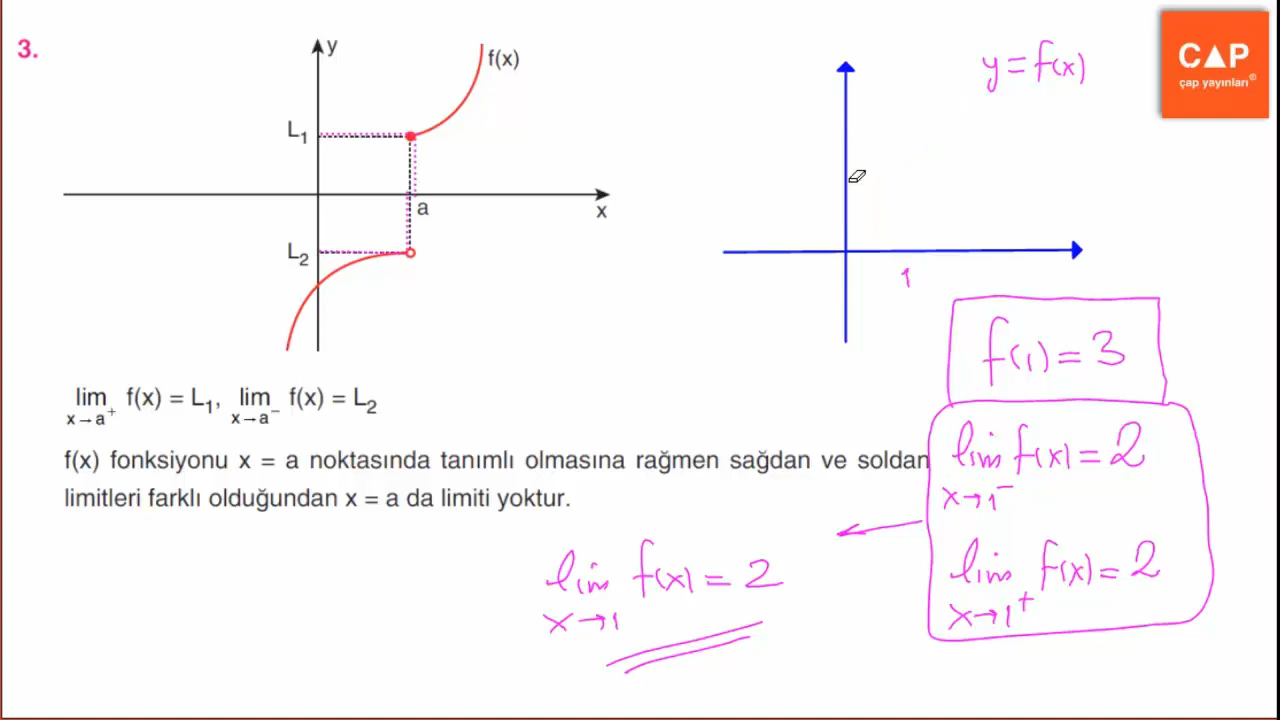 3.
y
f(x)
L₁
a
x
L₂
lim f(x) = L₁, lim f(x) = L₂
x→a⁺ x→a⁻
f(x) fonksiyonu x = a noktasında tanımlı olmasına rağmen sağdan ve soldan
limitleri farklı olduğundan x = a da limiti yoktur.
y = f(x)
1
f(1) = 3
lim f(x) = 2
x→1⁻
lim f(x) = 2
x→1⁺
lim f(x) = 2
x→1
CAP
çap yayınları®